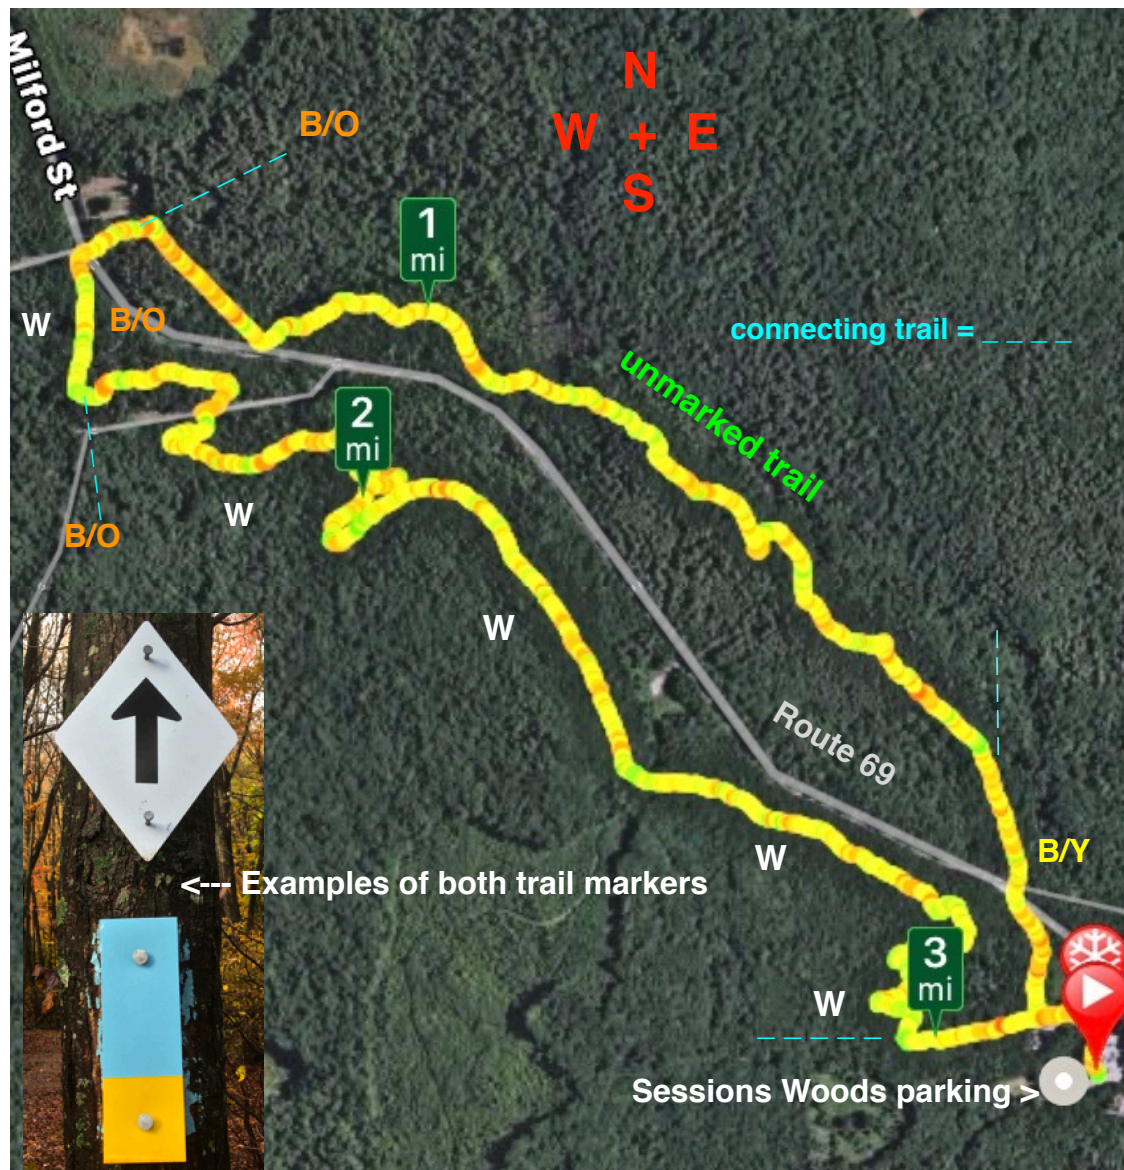 Milford St
N
B/O
W + E
S
1
mi
W
B/O
connecting trail =
unmarked trail
2
mi
W
B/O
W
Route 69
B/Y
W
<--- Examples of both trail markers
3
mi
W
Sessions Woods parking >